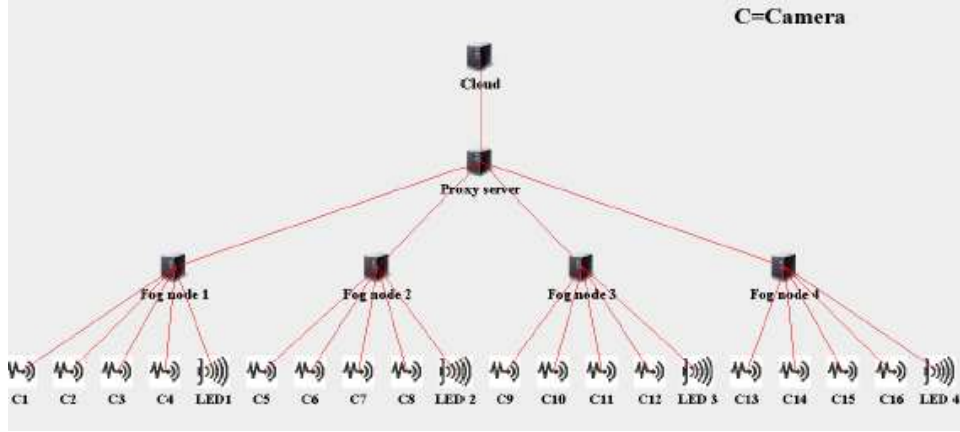 C=Camera
Cloud
Proxy server
Fog node 1 Fog node 2 Fog node 3 Fog node 4
C1 C2 C3 C4 LED1 C5 C6 C7 C8 LED 2 C9 C10 C11 C12 LED 3 C13 C14 C15 C16 LED 4